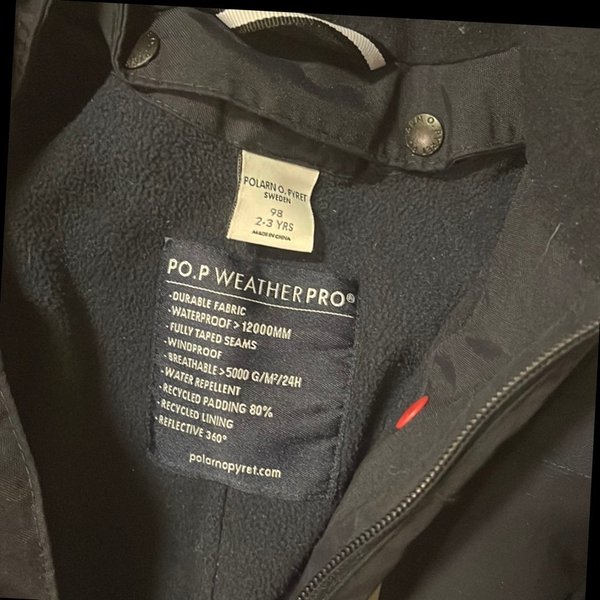 POLARN O. PYRET
SWEDEN
98
2-3 YRS
MADE IN CHINA
PO.P WEATHERPRO®
-DURABLE FABRIC
-WATERPROOF > 12000MM
-FULLY TAPED SEAMS
-WINDPROOF
-BREATHABLE >5000 G/M²/24H
-WATER REPELLENT
-RECYCLED PADDING 80%
-RECYCLED LINING
-REFLECTIVE 360°
polarnopyret.com